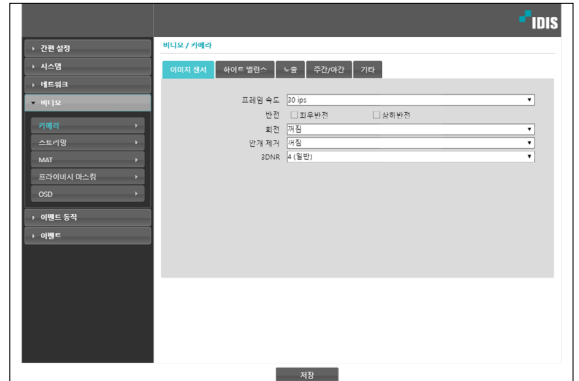 IDIS
간편 설정
시스템
네트워크
비디오
카메라
스트리밍
MAT
프라이버시 마스킹
OSD
이벤트 동작
이벤트
비디오 / 카메라
이미지 센서 화이트 밸런스 노출 주간/야간 기타
프레임 속도 30 ips
반전 좌우반전 상하반전
회전 꺼짐
안개 제거 꺼짐
3DNR 4 (일반)
저장